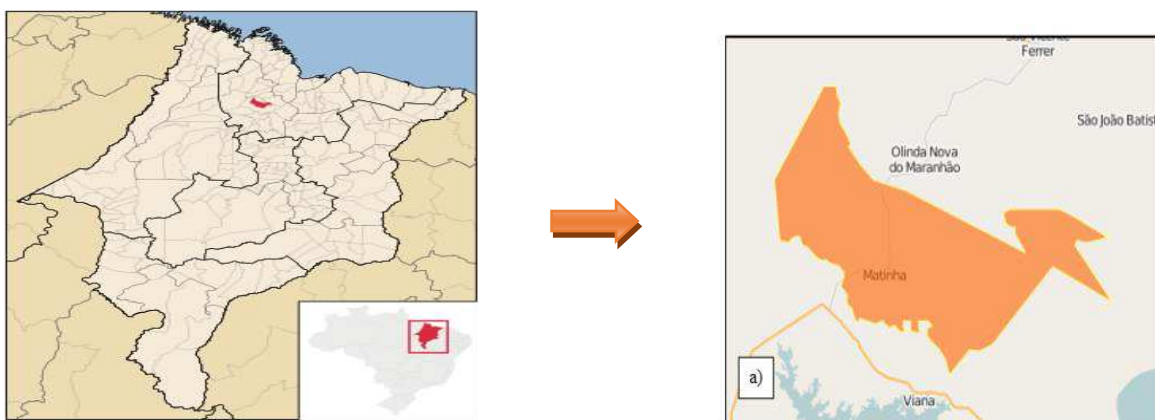 Ferrer
São João Batist
Olinda Nova
do Maranhão
Matinha
a)
Viana